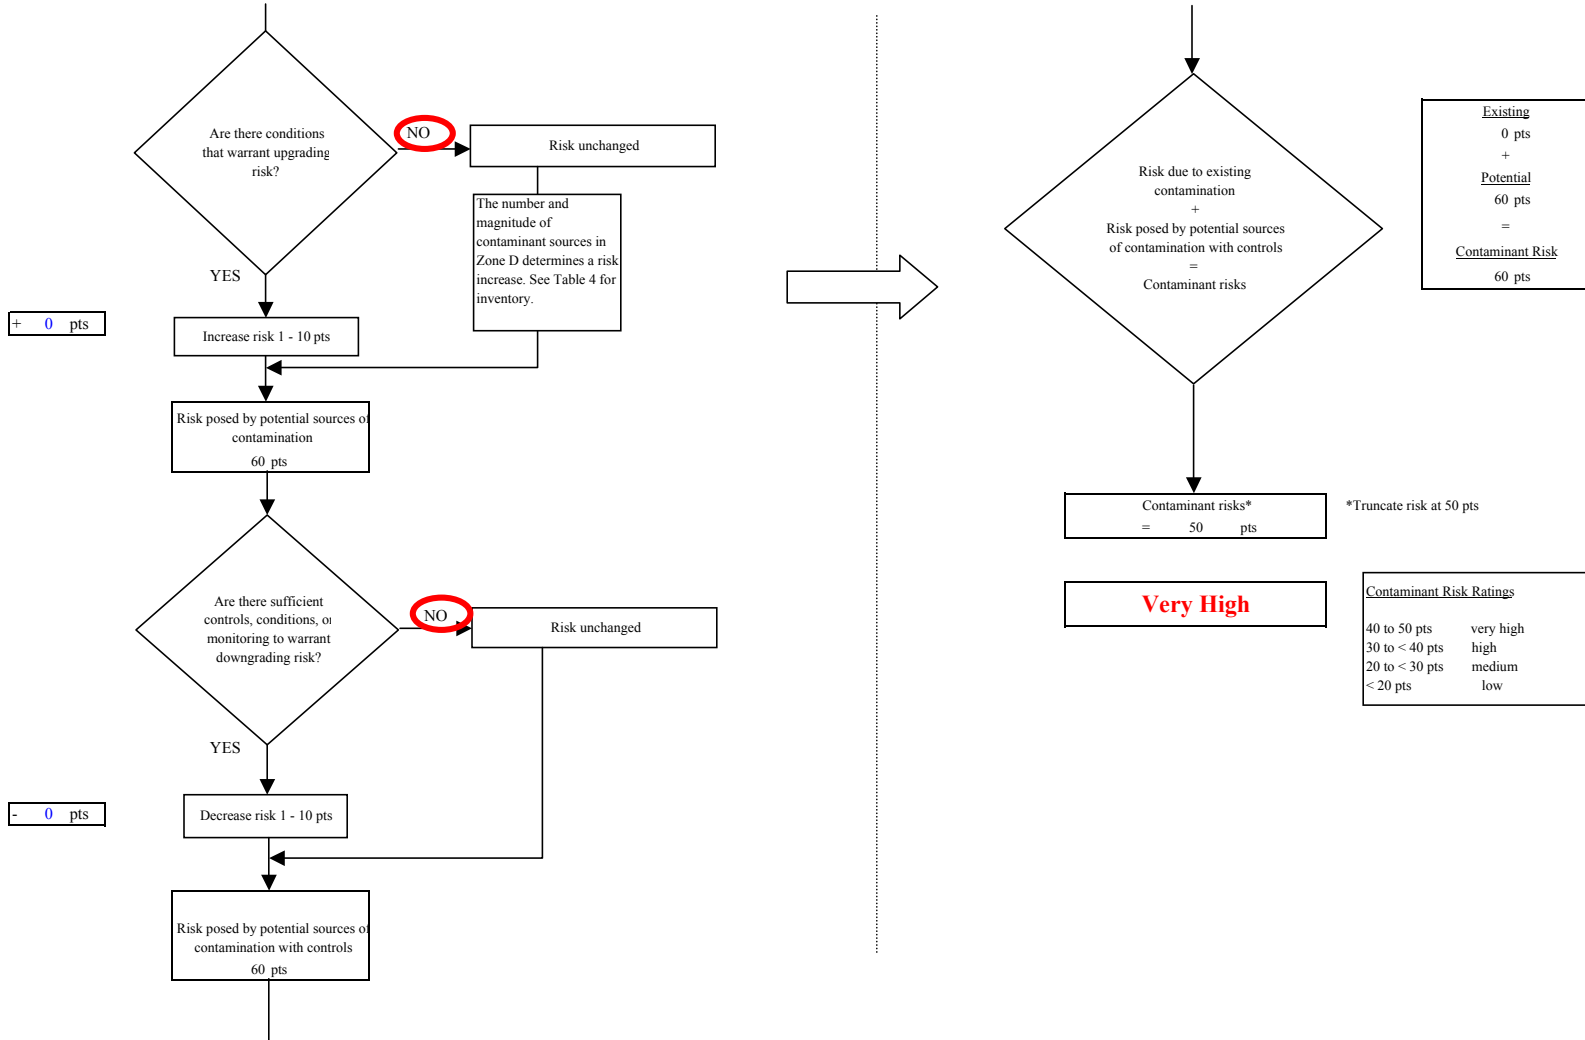 Are there conditions
that warrant upgrading
risk?
NO
Risk unchanged
The number and
magnitude of
contaminant sources in
Zone D determines a risk
increase. See Table 4 for
inventory.
YES
+ 0 pts
Increase risk 1 - 10 pts
Risk posed by potential sources of
contamination
60 pts
Are there sufficient
controls, conditions, or
monitoring to warrant
downgrading risk?
NO
Risk unchanged
YES
- 0 pts
Decrease risk 1 - 10 pts
Risk posed by potential sources of
contamination with controls
60 pts
Risk due to existing
contamination
+
Risk posed by potential sources
of contamination with controls
=
Contaminant risks
Existing
0 pts
+
Potential
60 pts
=
Contaminant Risk
60 pts
Contaminant risks*
= 50 pts
*Truncate risk at 50 pts
Very High
Contaminant Risk Ratings
40 to 50 pts very high
30 to < 40 pts high
20 to < 30 pts medium
< 20 pts low